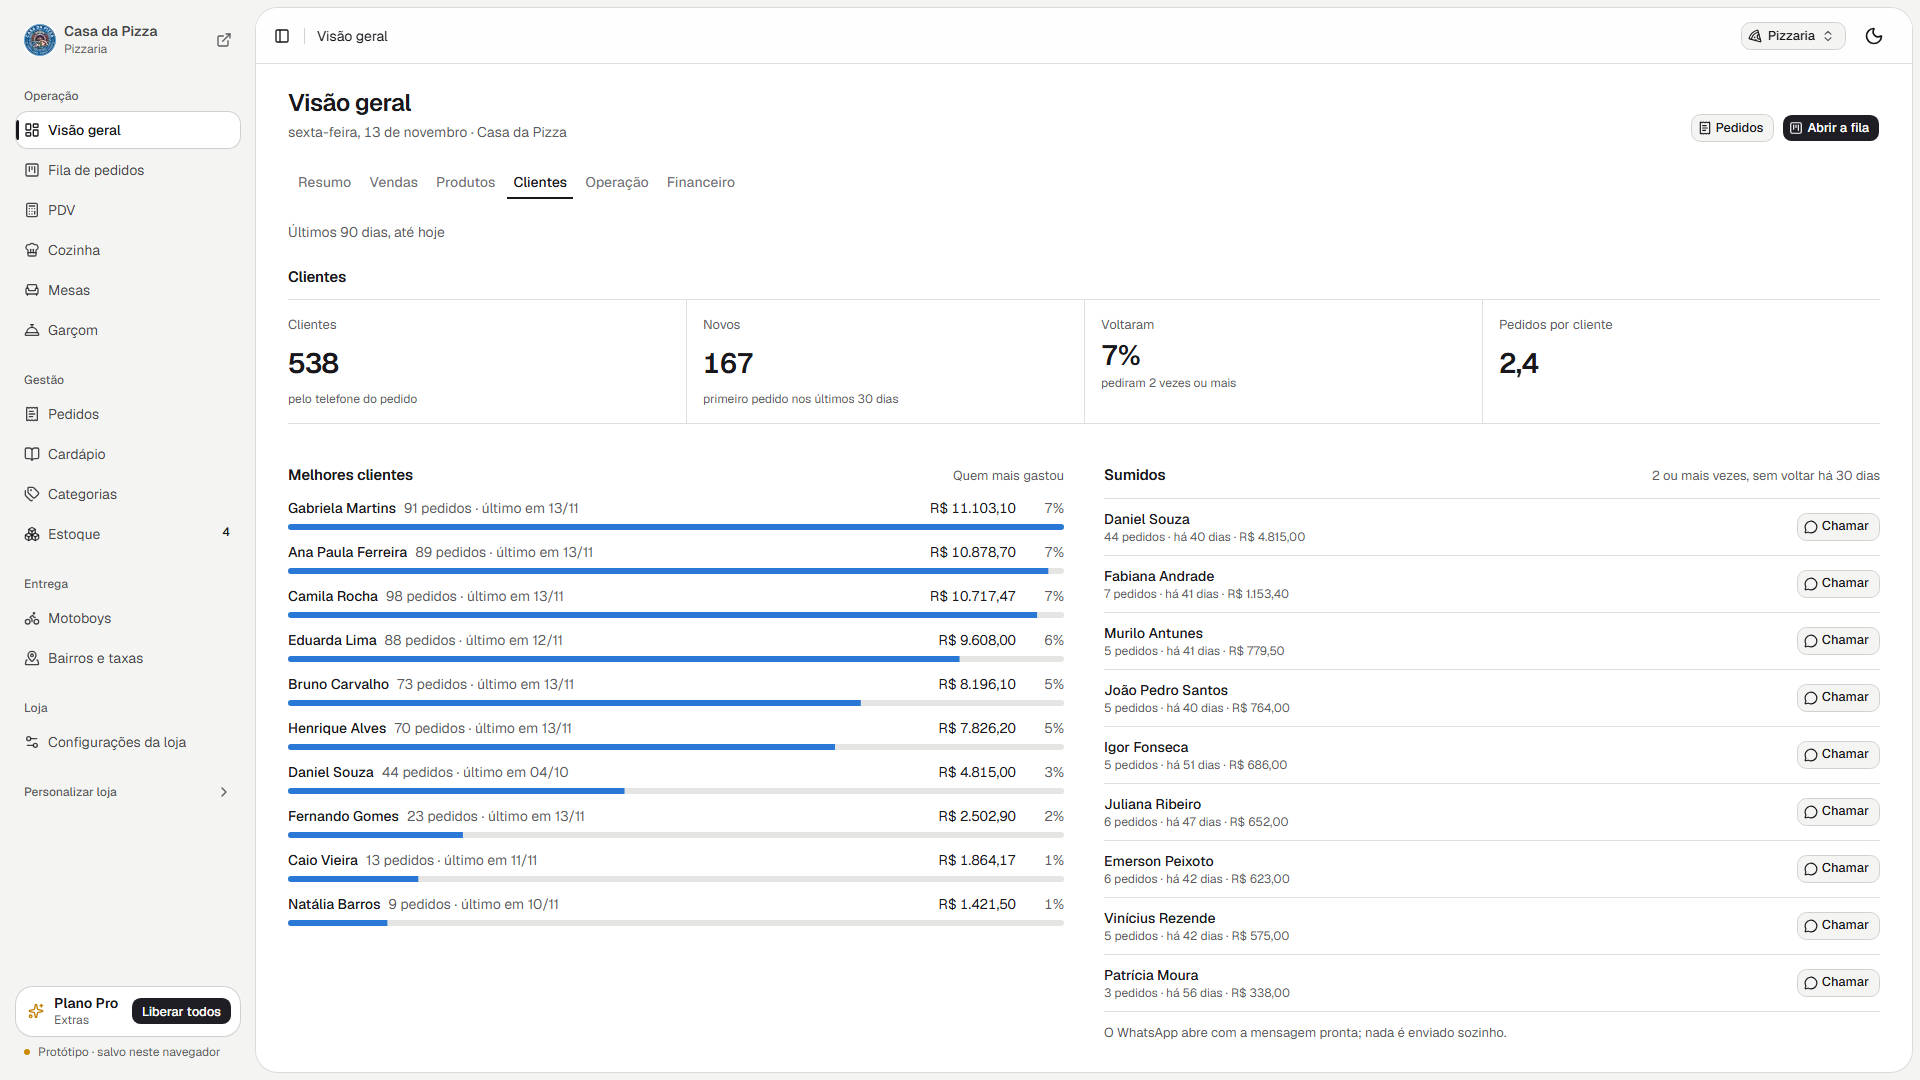 Casa da Pizza
Pizzaria
Operação
Visão geral
Fila de pedidos
PDV
Cozinha
Mesas
Garçom
Gestão
Pedidos
Cardápio
Categorias
Estoque 4
Entrega
Motoboys
Bairros e taxas
Loja
Configurações da loja
Personalizar loja
Plano Pro
Extras
Liberar todos
Protótipo · salvo neste navegador
Visão geral
Pizzaria
Visão geral
sexta-feira, 13 de novembro · Casa da Pizza
Pedidos
Abrir a fila
Resumo Vendas Produtos Clientes Operação Financeiro
Últimos 90 dias, até hoje
Clientes
Clientes
538
pelo telefone do pedido
Novos
167
primeiro pedido nos últimos 30 dias
Voltaram
7%
pediram 2 vezes ou mais
Pedidos por cliente
2,4
Melhores clientes Quem mais gastou
Gabriela Martins 91 pedidos · último em 13/11 R$ 11.103,10 7%
Ana Paula Ferreira 89 pedidos · último em 13/11 R$ 10.878,70 7%
Camila Rocha 98 pedidos · último em 13/11 R$ 10.717,47 7%
Eduarda Lima 88 pedidos · último em 12/11 R$ 9.608,00 6%
Bruno Carvalho 73 pedidos · último em 13/11 R$ 8.196,10 5%
Henrique Alves 70 pedidos · último em 13/11 R$ 7.826,20 5%
Daniel Souza 44 pedidos · último em 04/10 R$ 4.815,00 3%
Fernando Gomes 23 pedidos · último em 13/11 R$ 2.502,90 2%
Caio Vieira 13 pedidos · último em 11/11 R$ 1.864,17 1%
Natália Barros 9 pedidos · último em 10/11 R$ 1.421,50 1%
Sumidos 2 ou mais vezes, sem voltar há 30 dias
Daniel Souza
44 pedidos · há 40 dias · R$ 4.815,00
Chamar
Fabiana Andrade
7 pedidos · há 41 dias · R$ 1.153,40
Chamar
Murilo Antunes
5 pedidos · há 41 dias · R$ 779,50
Chamar
João Pedro Santos
5 pedidos · há 40 dias · R$ 764,00
Chamar
Igor Fonseca
5 pedidos · há 51 dias · R$ 686,00
Chamar
Juliana Ribeiro
6 pedidos · há 47 dias · R$ 652,00
Chamar
Emerson Peixoto
6 pedidos · há 42 dias · R$ 623,00
Chamar
Vinícius Rezende
5 pedidos · há 42 dias · R$ 575,00
Chamar
Patrícia Moura
3 pedidos · há 56 dias · R$ 338,00
Chamar
O WhatsApp abre com a mensagem pronta; nada é enviado sozinho.